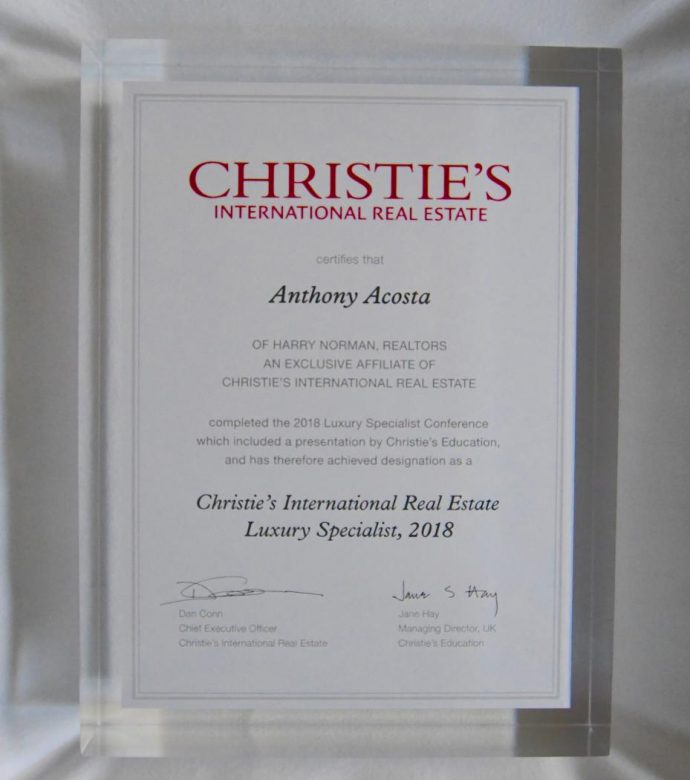 CHRISTIE'S
INTERNATIONAL REAL ESTATE
certifies that
Anthony Acosta
OF HARRY NORMAN, REALTORS
AN EXCLUSIVE AFFILIATE OF
CHRISTIE'S INTERNATIONAL REAL ESTATE
completed the 2018 Luxury Specialist Conference
which included a presentation by Christie's Education,
and has therefore achieved designation as a
Christie's International Real Estate
Luxury Specialist, 2018
Jane S Hay
Dan Conn
Chief Executive Officer
Christie's International Real Estate
Jane Hay
Managing Director, UK
Christie's Education